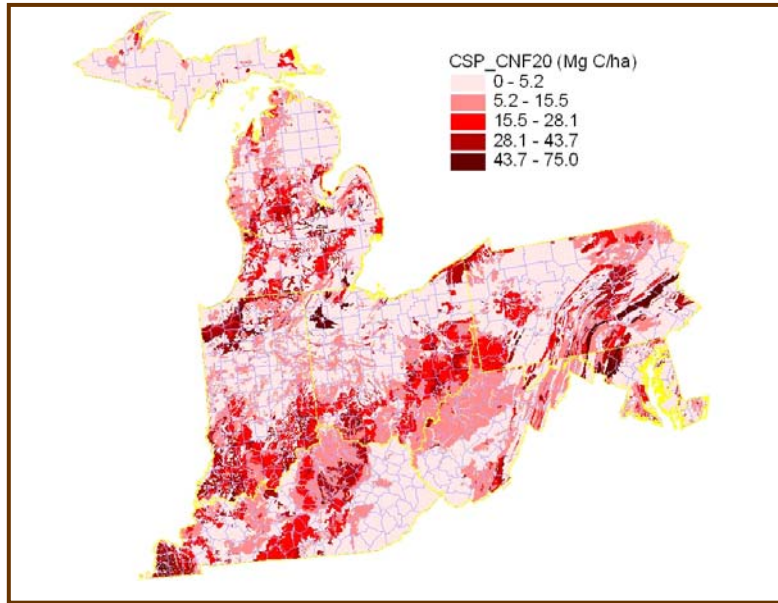 CSP_CNF20 (Mg C/ha)
0 - 5.2
5.2 - 15.5
15.5 - 28.1
28.1 - 43.7
43.7 - 75.0